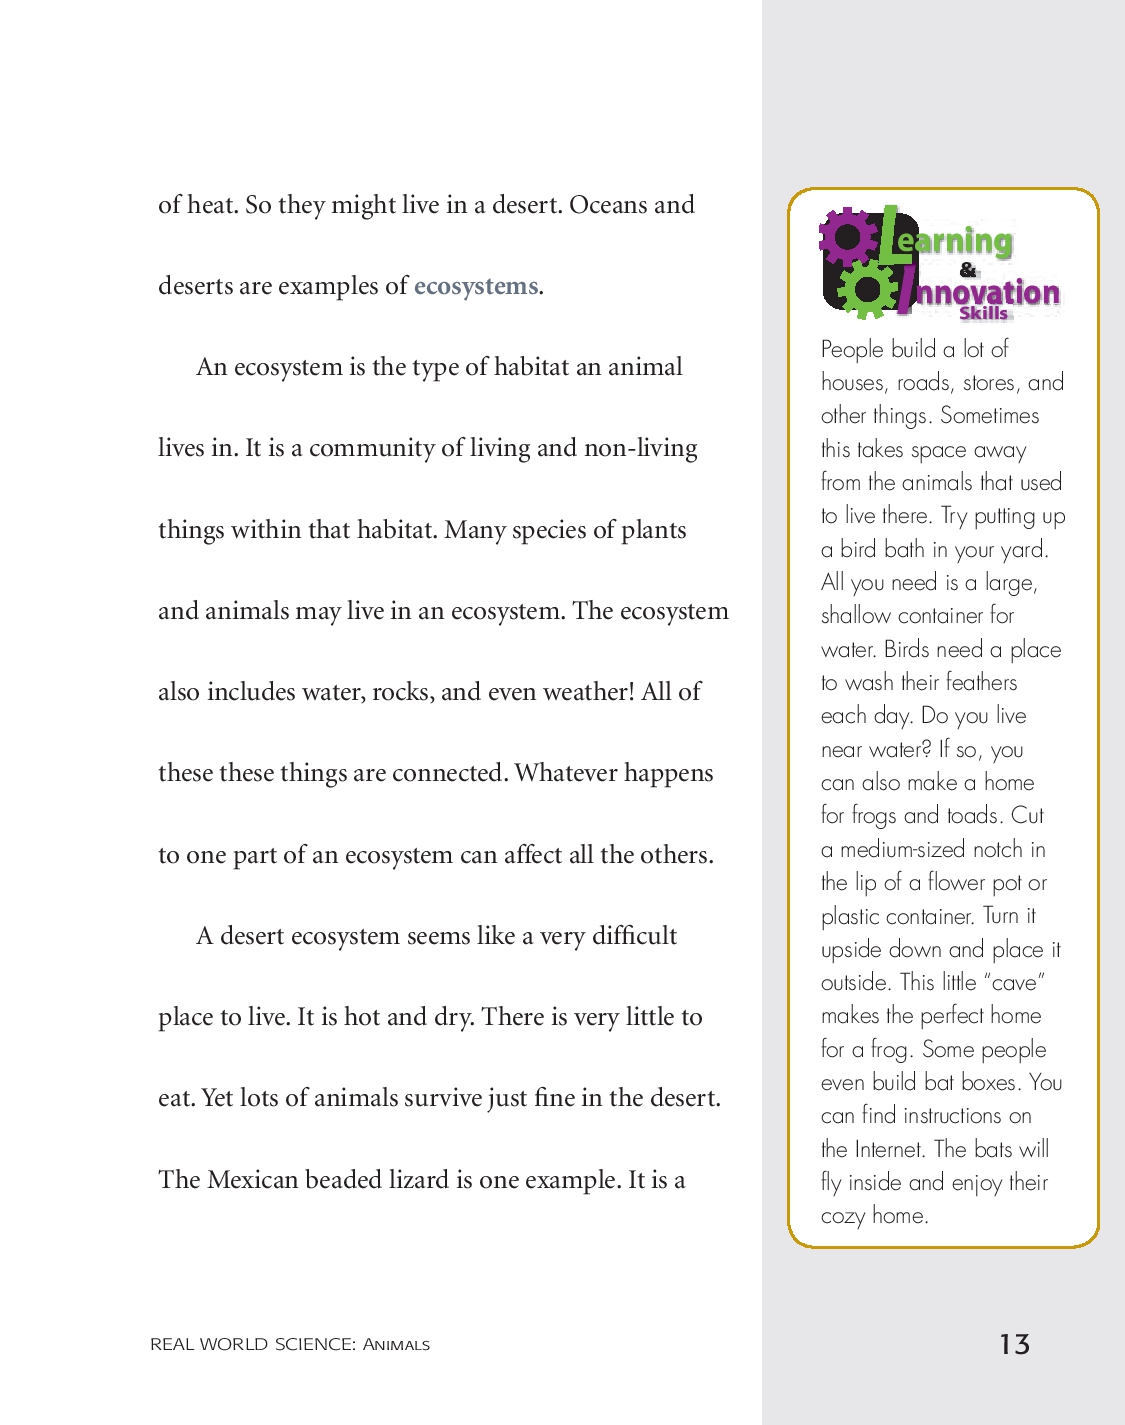 of heat. So they might live in a desert. Oceans and
deserts are examples of ecosystems.
An ecosystem is the type of habitat an animal
lives in. It is a community of living and non-living
things within that habitat. Many species of plants
and animals may live in an ecosystem. The ecosystem
also includes water, rocks, and even weather! All of
these these things are connected. Whatever happens
to one part of an ecosystem can affect all the others.
A desert ecosystem seems like a very difficult
place to live. It is hot and dry. There is very little to
eat. Yet lots of animals survive just fine in the desert.
The Mexican beaded lizard is one example. It is a
Learning
&
Innovation
Skills
People build a lot of
houses, roads, stores, and
other things. Sometimes
this takes space away
from the animals that used
to live there. Try putting up
a bird bath in your yard.
All you need is a large,
shallow container for
water. Birds need a place
to wash their feathers
each day. Do you live
near water? If so, you
can also make a home
for frogs and toads. Cut
a medium-sized notch in
the lip of a flower pot or
plastic container. Turn it
upside down and place it
outside. This little “cave”
makes the perfect home
for a frog. Some people
even build bat boxes. You
can find instructions on
the Internet. The bats will
fly inside and enjoy their
cozy home.
REAL WORLD SCIENCE: Animals
13